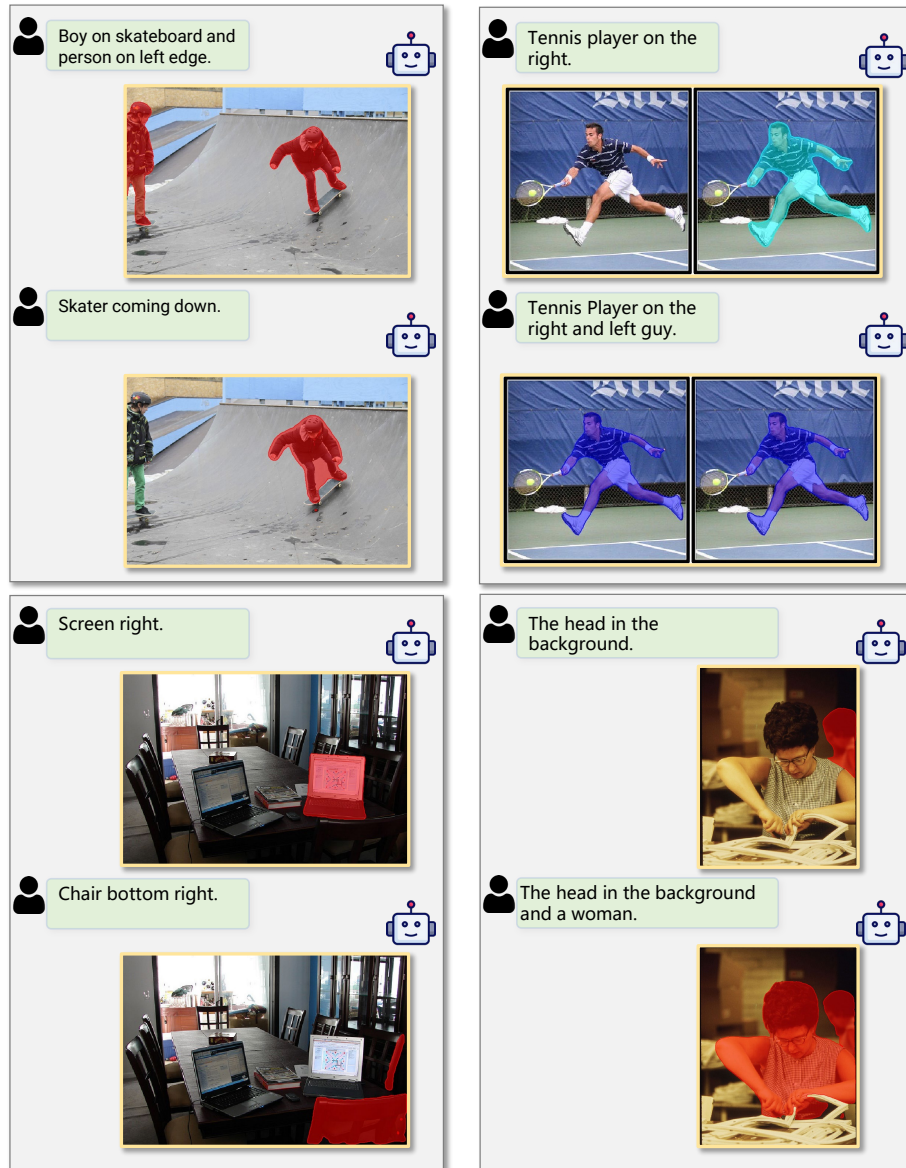 Boy on skateboard and
person on left edge.
Skater coming down.
Tennis player on the
right.
Tennis Player on the
right and left guy.
Screen right.
Chair bottom right.
The head in the
background.
The head in the background
and a woman.